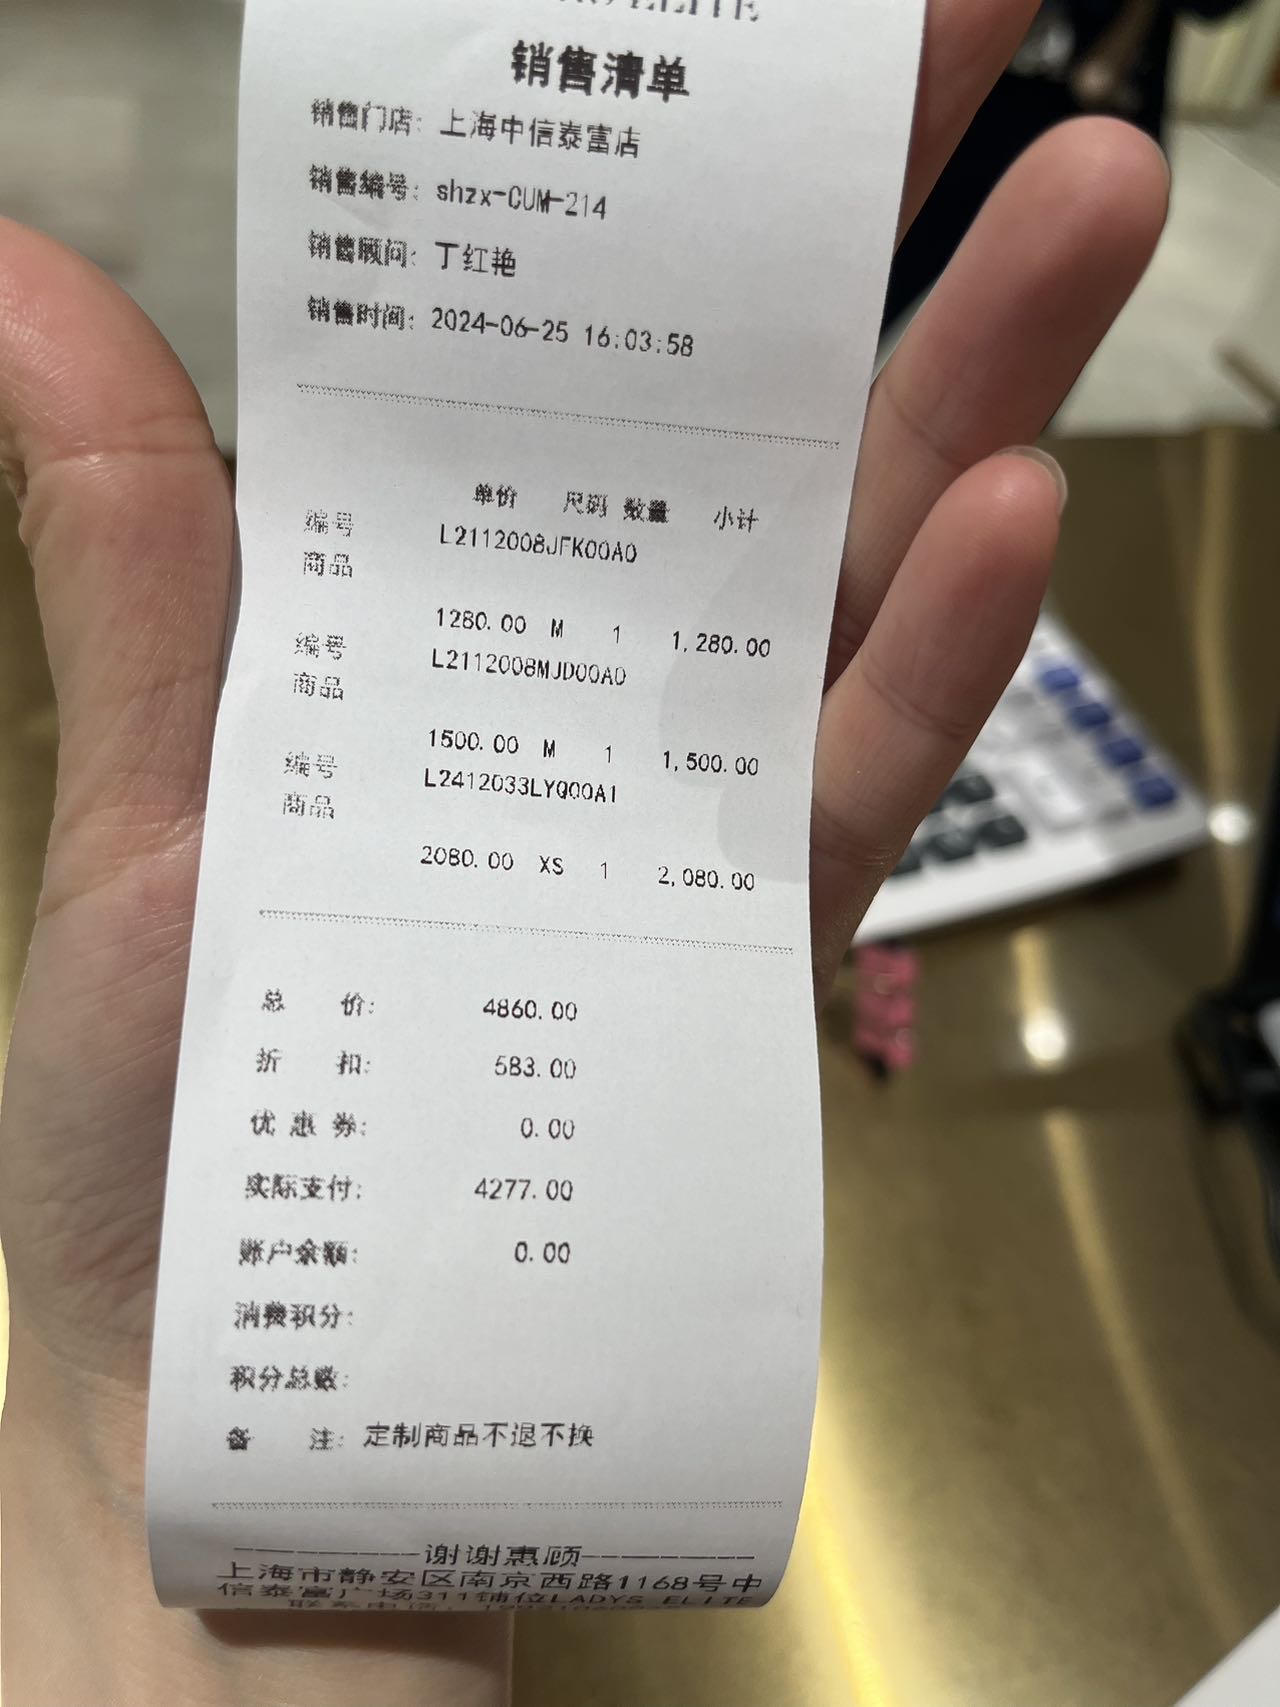 ELITE
销售清单
销售门店：上海中信泰富店
销售编号：shzx-CUM-214
销售顾问：丁红艳
销售时间：2024-06-25 16:03:58
单价 尺码 数量 小计
编号 L2112008JFK00A0
商品
1280.00 M 1 1,280.00
编号 L2112008MJD00A0
商品
1500.00 M 1 1,500.00
编号 L2412033LYQ00A1
商品
2080.00 XS 1 2,080.00
总 价： 4860.00
折 扣： 583.00
优 惠 券： 0.00
实际支付： 4277.00
账户余额： 0.00
消费积分：
积分总数：
备 注：定制商品不退不换
谢谢惠顾
上海市静安区南京西路1168号中
信泰富广场311铺位LADYS ELITE
联系电话：